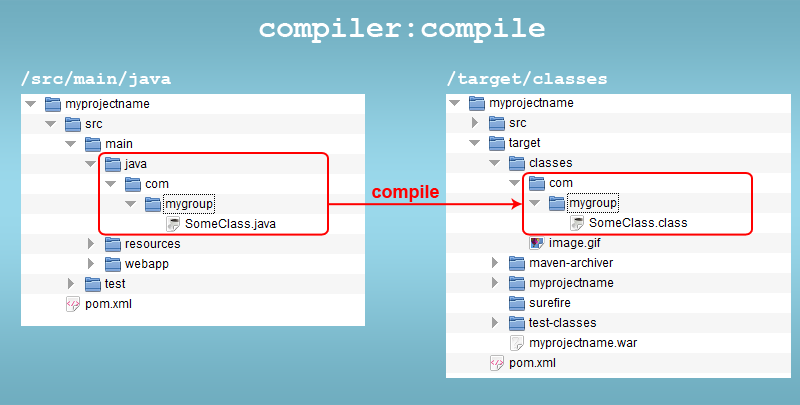 compiler:compile
/src/main/java
myprojectname
src
main
java
com
mygroup
SomeClass.java
resources
webapp
test
pom.xml
compile
/target/classes
myprojectname
src
target
classes
com
mygroup
SomeClass.class
image.gif
maven-archiver
myprojectname
surefire
test-classes
myprojectname.war
pom.xml